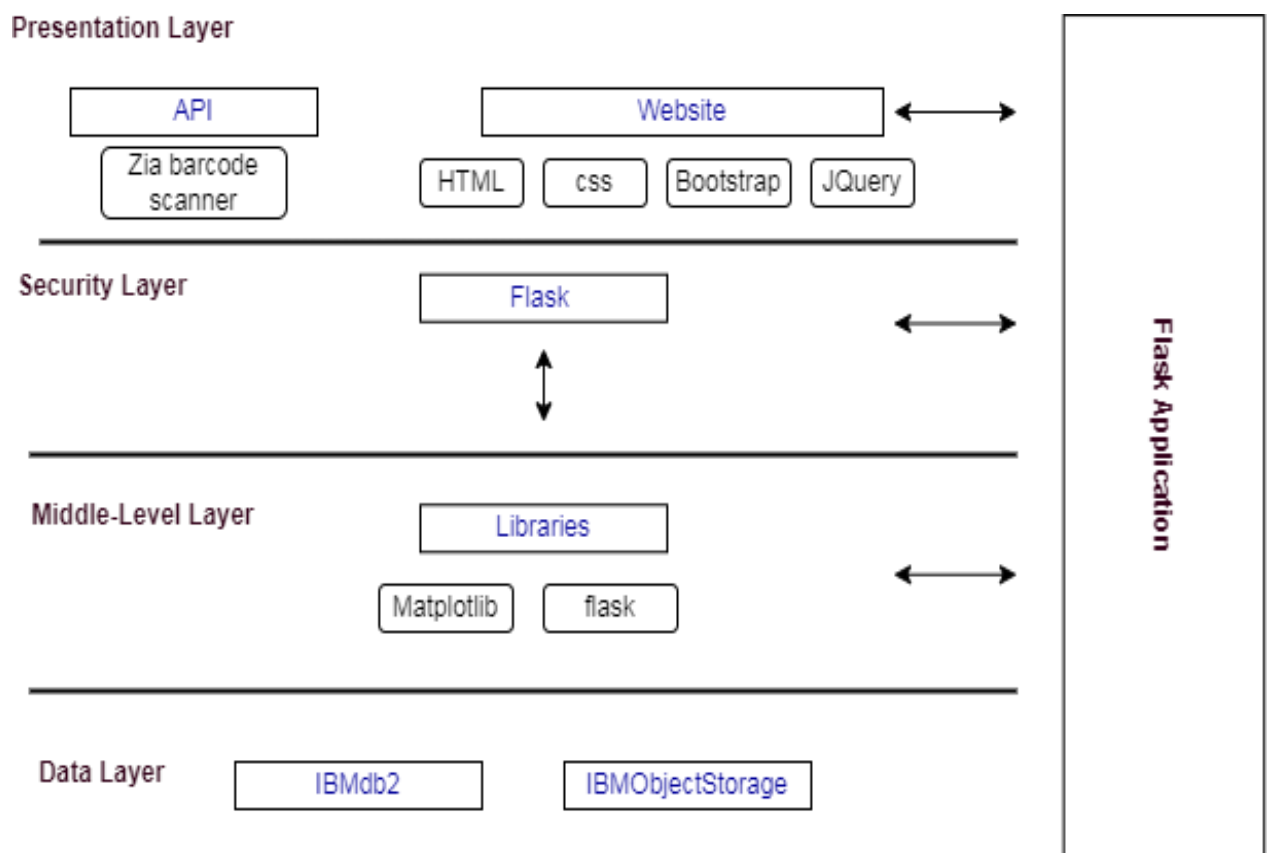 Presentation Layer
API
Website
Zia barcode
scanner
HTML
css
Bootstrap
JQuery
Security Layer
Flask
Middle-Level Layer
Libraries
Matplotlib
flask
Data Layer
IBMdb2
IBMObjectStorage
Flask Application